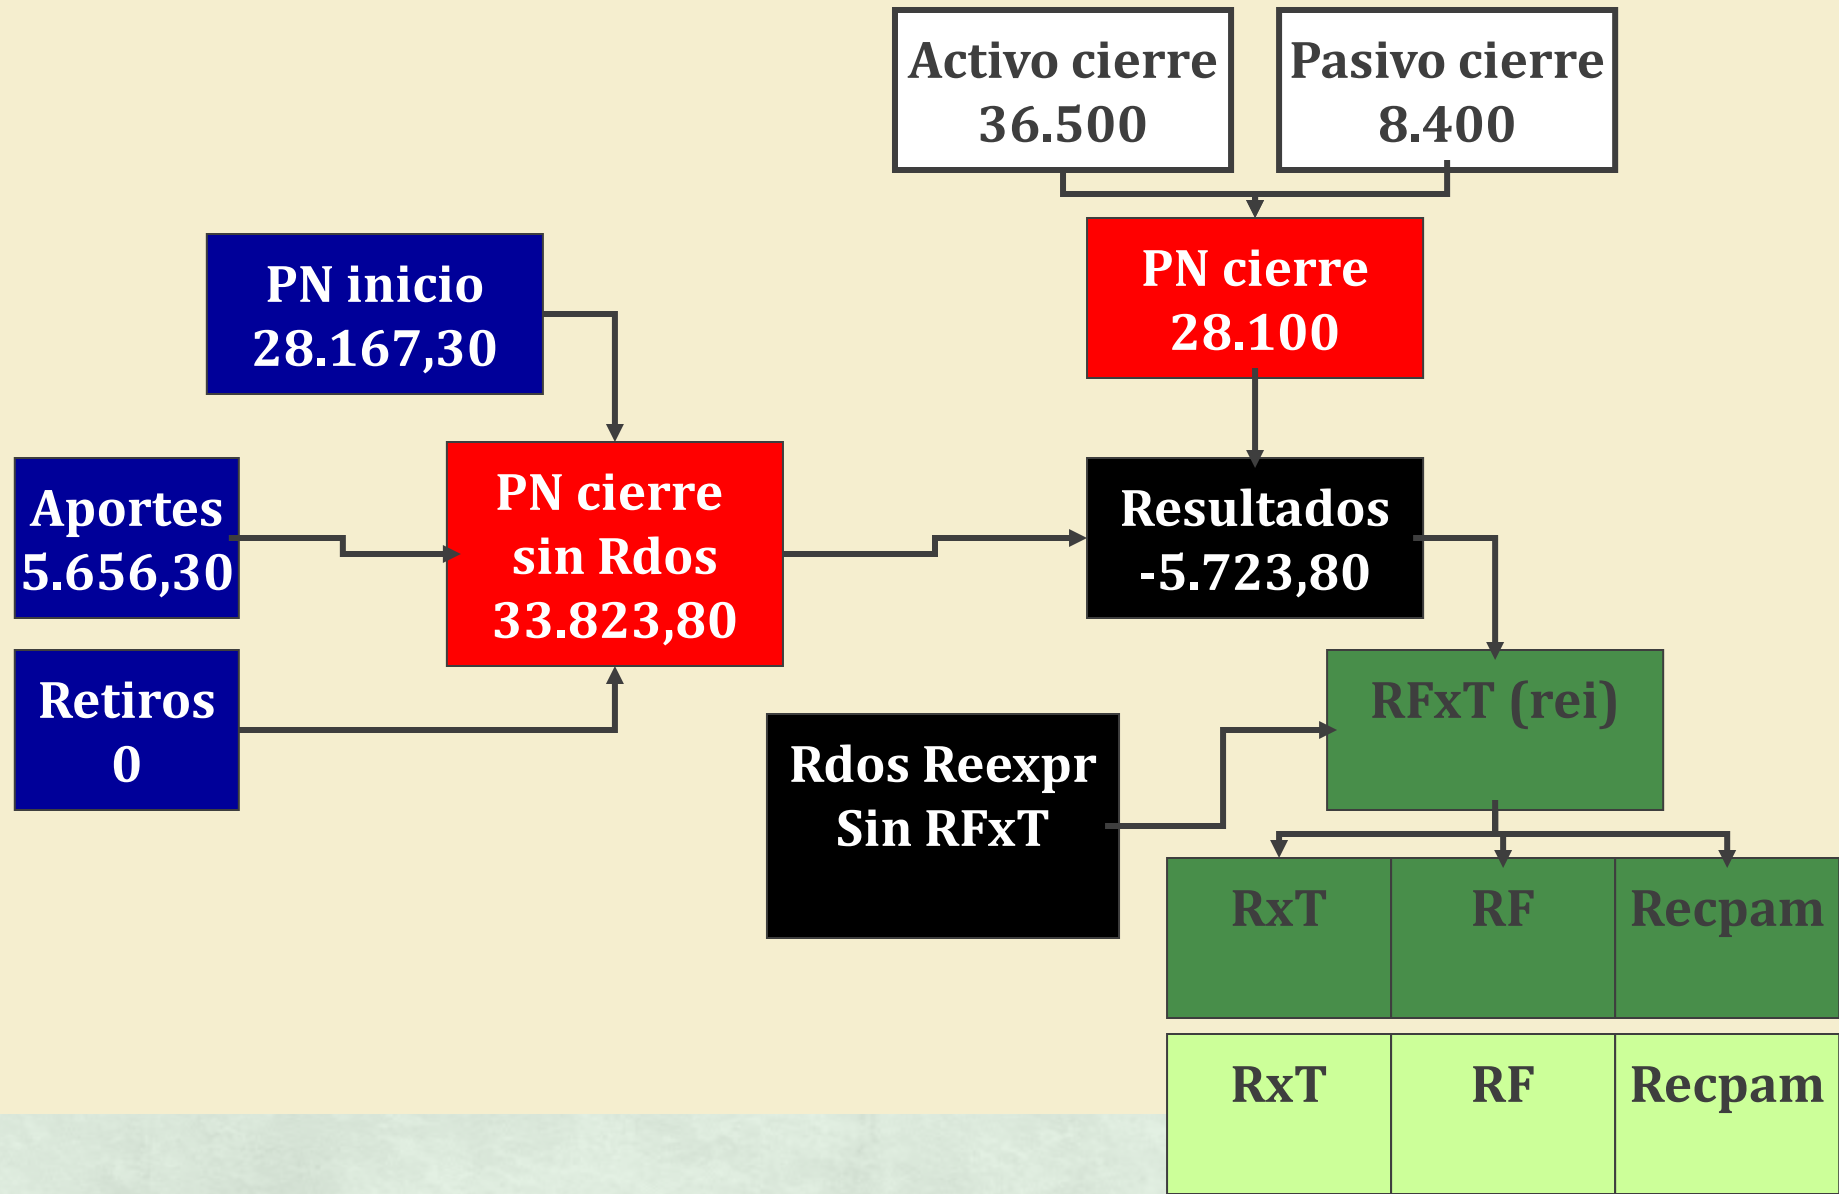 Activo cierre
36.500
Pasivo cierre
8.400
PN inicio
28.167,30
PN cierre
28.100
Aportes
5.656,30
PN cierre
sin Rdos
33.823,80
Resultados
-5.723,80
Retiros
0
RFxT (rei)
Rdos Reexpr
Sin RFxT
RxT
RF
Recpam
RxT
RF
Recpam